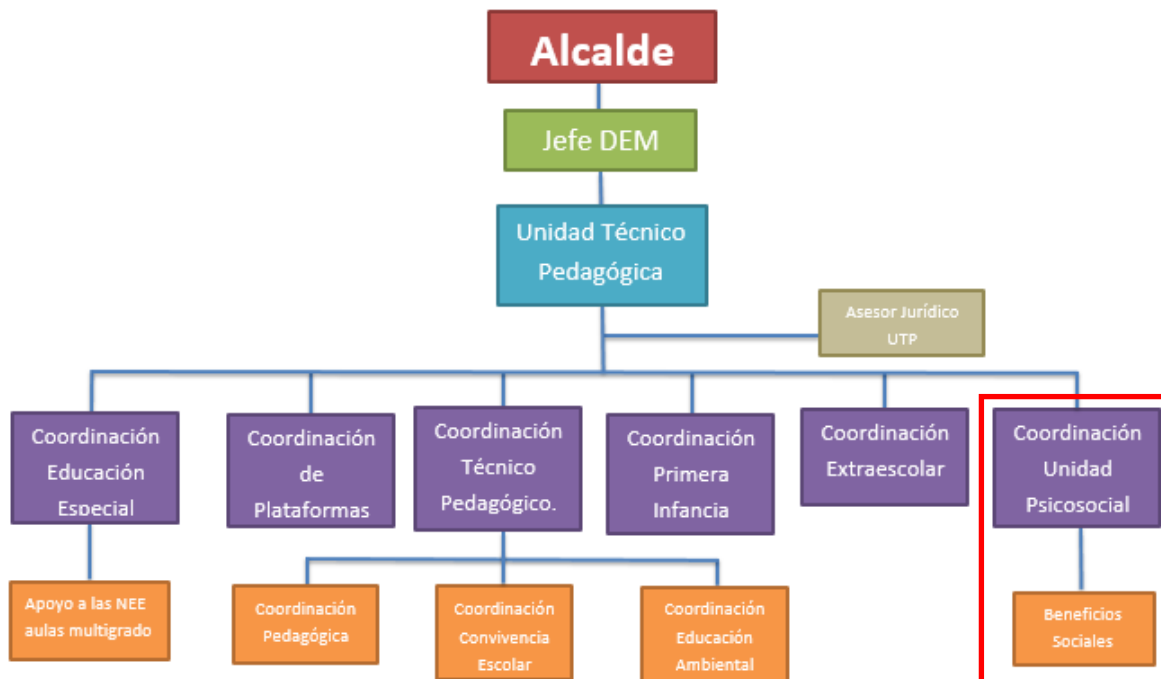 Alcalde
Jefe DEM
Unidad Técnico
Pedagógica
Asesor Jurídico
UTP
Coordinación
Educación
Especial
Coordinación
de
Plataformas
Coordinación
Técnico
Pedagógico.
Coordinación
Primera
Infancia
Coordinación
Extraescolar
Coordinación
Unidad
Psicosocial
Apoyo a las NEE
aulas multigrado
Coordinación
Pedagógica
Coordinación
Convivencia
Escolar
Coordinación
Educación
Ambiental
Beneficios
Sociales